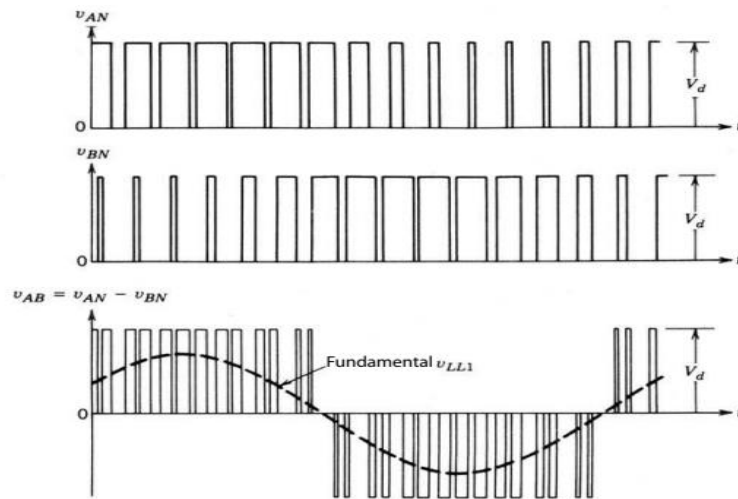 v_AN
V_d
0
t
v_BN
V_d
0
t
v_AB = v_AN − v_BN
Fundamental v_LL1
V_d
0
t